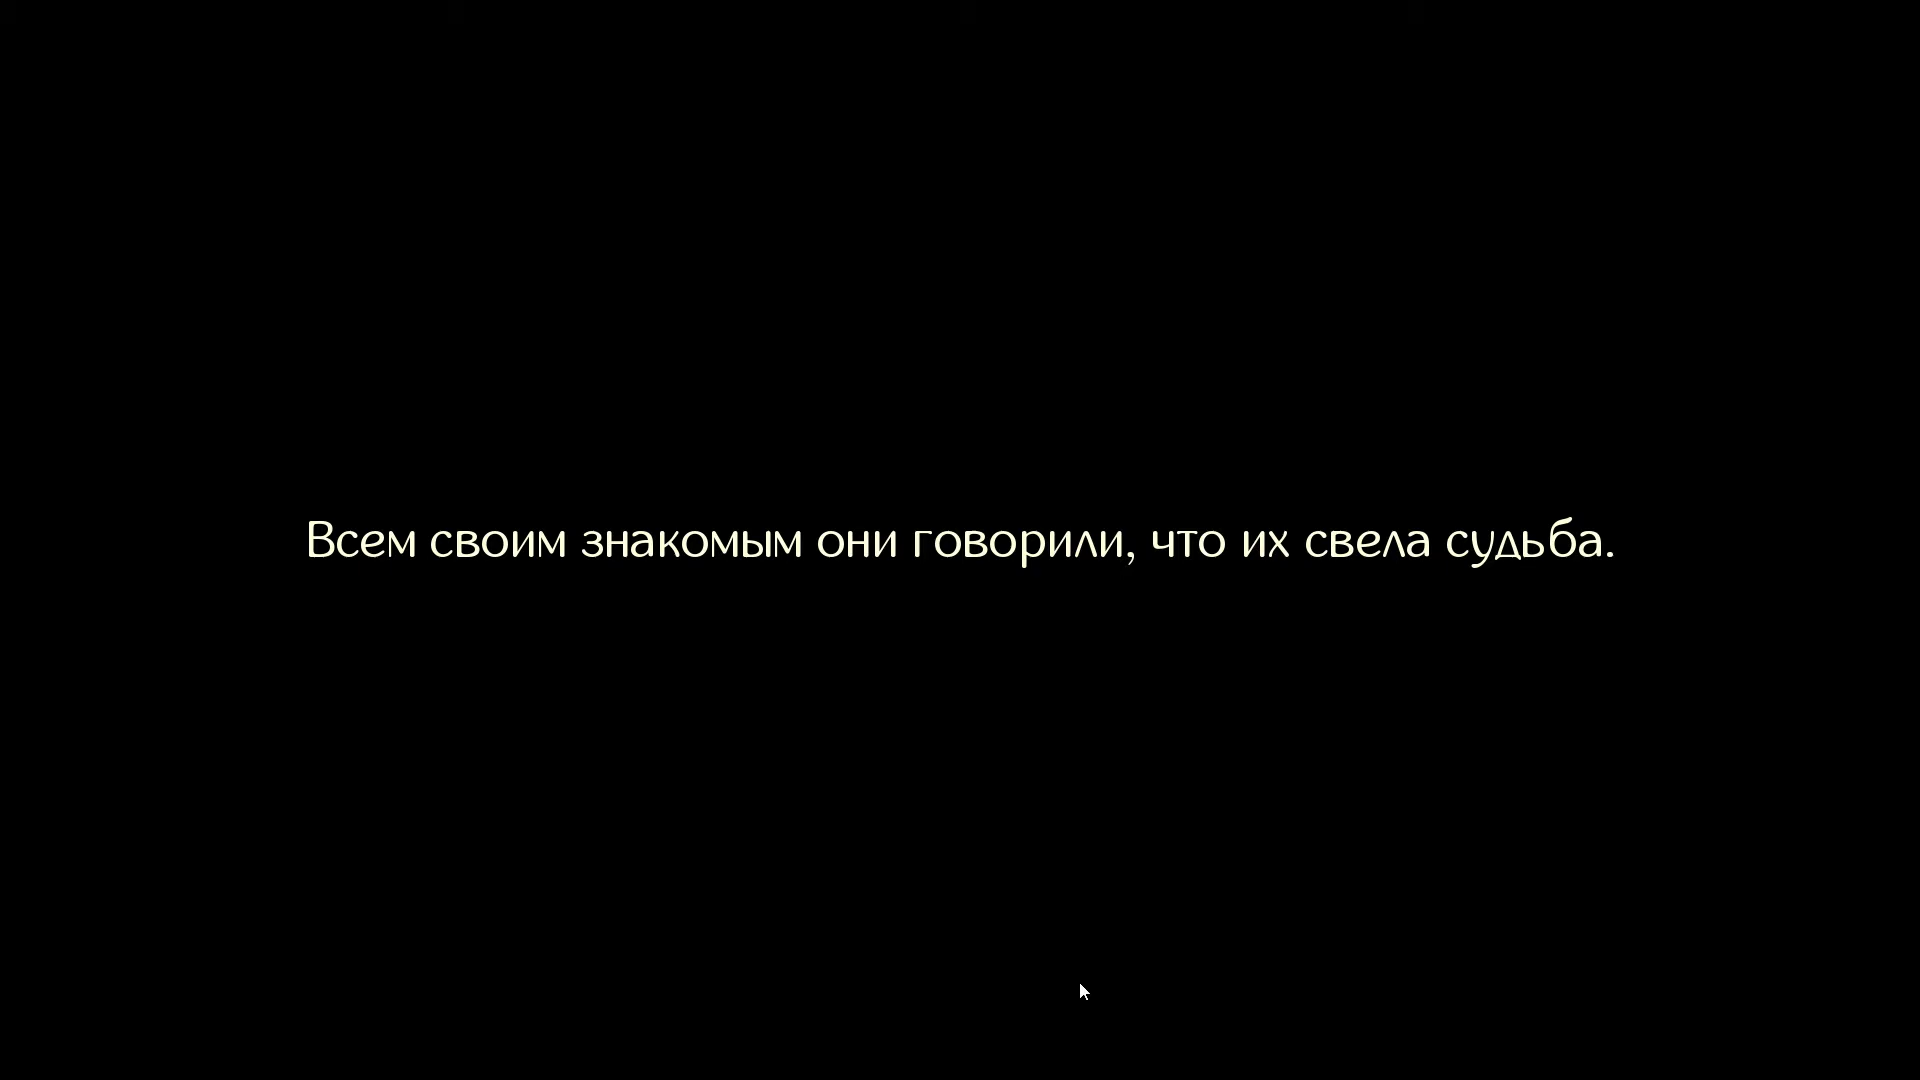 Всем своим знакомым они говорили, что их свела судьба.